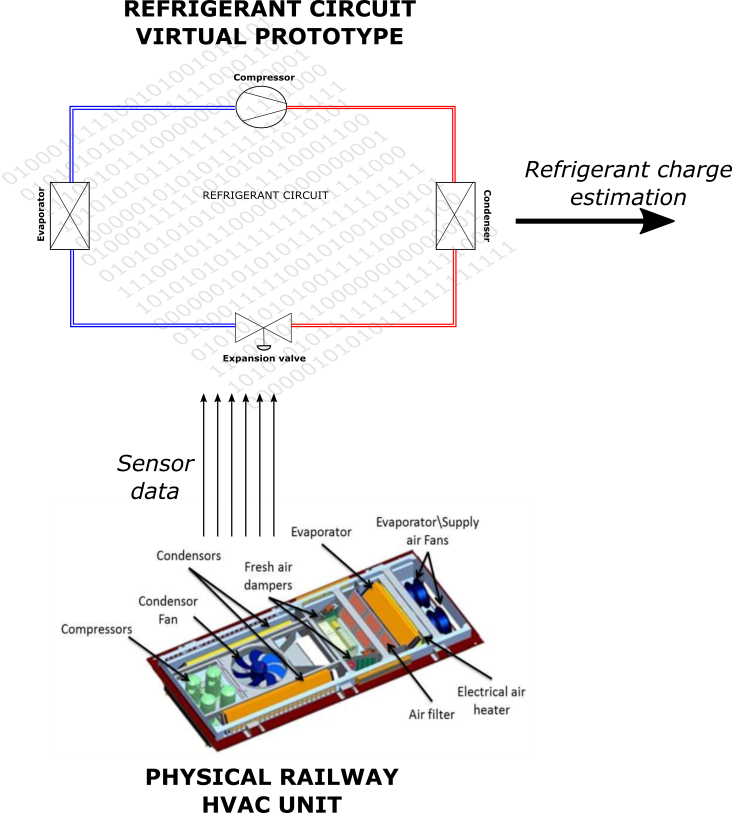 REFRIGERANT CIRCUIT
VIRTUAL PROTOTYPE
Compressor
Evaporator
REFRIGERANT CIRCUIT
Condenser
Refrigerant charge
estimation
Expansion valve
Sensor
data
Evaporator\Supply
air Fans
Evaporator
Condensors
Fresh air
dampers
Condensor
Fan
Compressors
Electrical air
heater
Air filter
PHYSICAL RAILWAY
HVAC UNIT